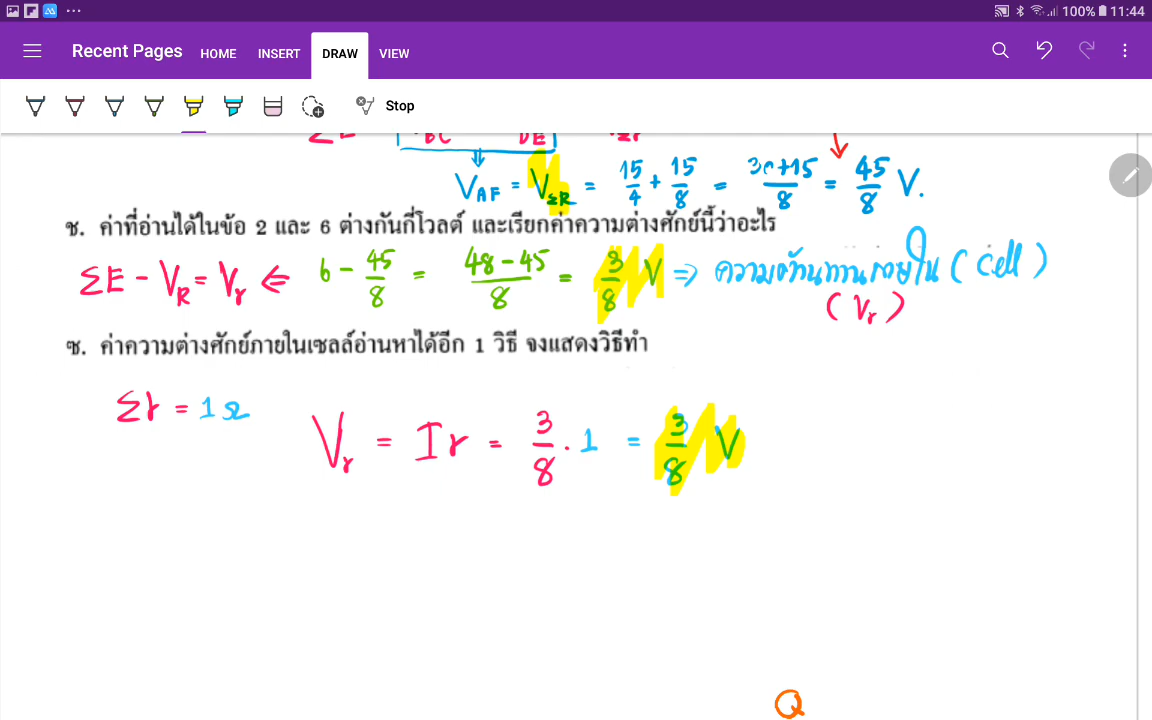 11:44
100%
Recent Pages HOME INSERT DRAW VIEW
Stop
V_AF = V_ΣR = 15/4 + 15/8 = 30+15/8 = 45/8 V.
ช. ค่าที่อ่านได้ในข้อ 2 และ 6 ต่างกันกี่โวลต์ และเรียกค่าความต่างศักย์นี้ว่าอะไร
ΣE - V_R = V_r ⇐ 6 - 45/8 = 48-45/8 = 3/8 V ⇒ ความต้านทานภายใน (cell)
(V_r)
ซ. ค่าความต่างศักย์ภายในเซลล์อ่านหาได้อีก 1 วิธี จงแสดงวิธีทำ
Σr = 1Ω
V_r = Ir = 3/8 . 1 = 3/8 V
Q